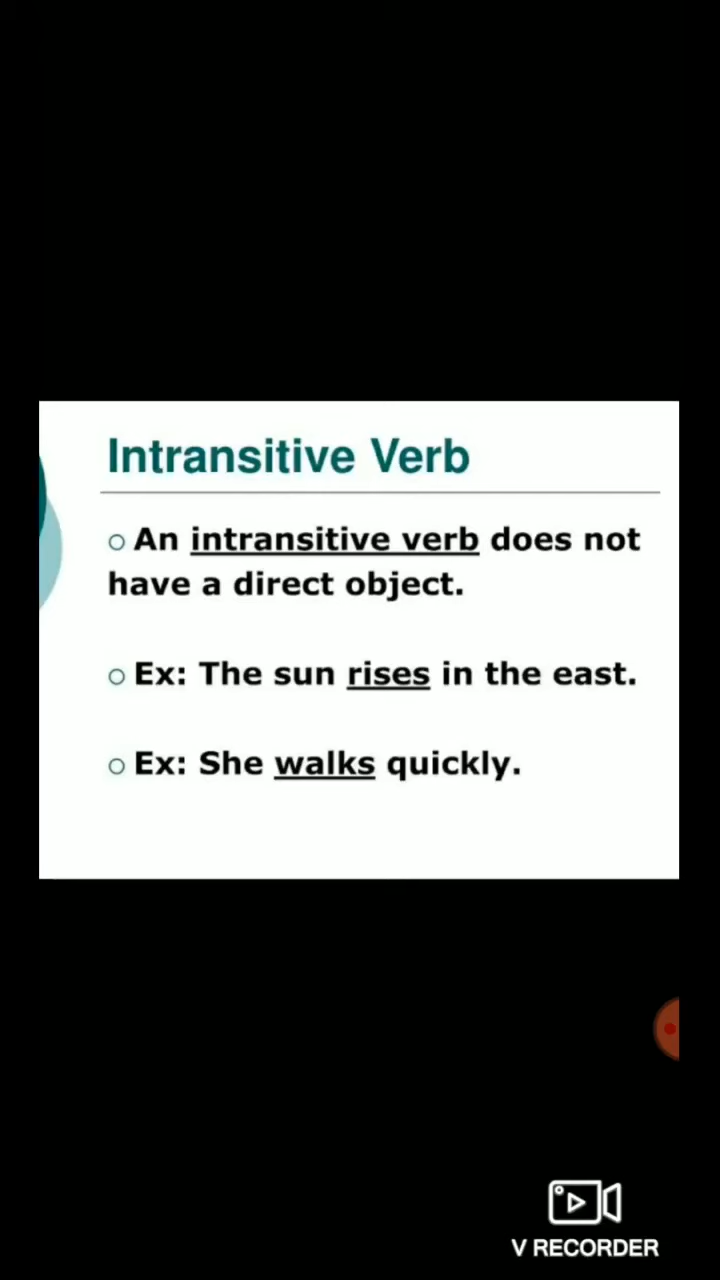 Intransitive Verb
An intransitive verb does not
have a direct object.
Ex: The sun rises in the east.
Ex: She walks quickly.
V RECORDER